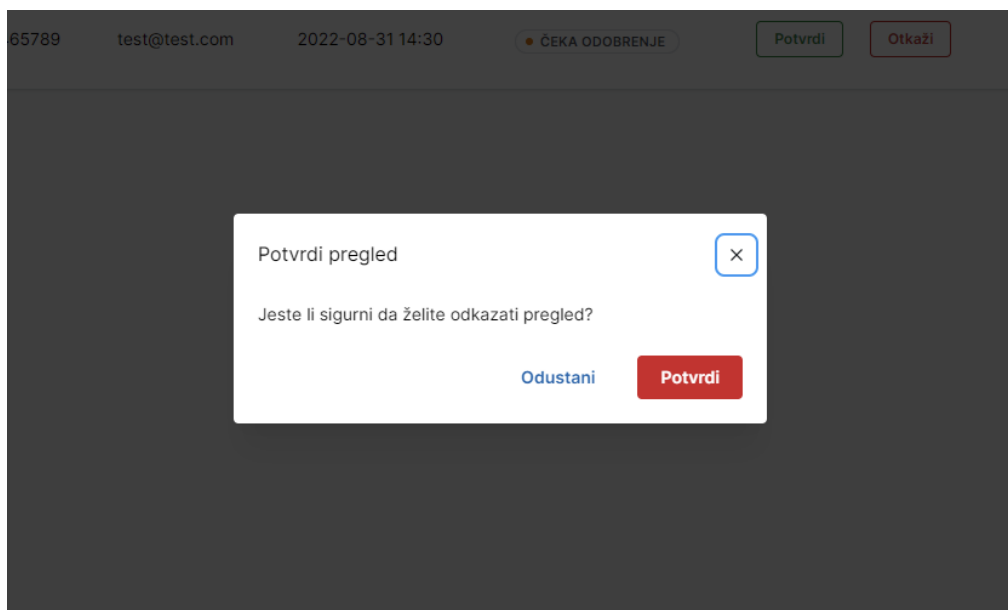 65789 test@test.com 2022-08-31 14:30 ČEKA ODOBRENJE Potvrdi Otkaži
Potvrdi pregled
Jeste li sigurni da želite odkazati pregled?
Odustani Potvrdi